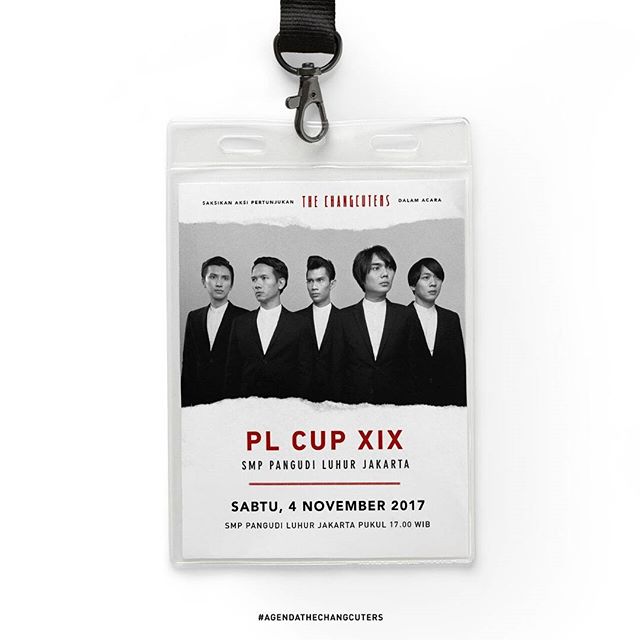 SAKSIKAN AKSI PERTUNJUKAN THE CHANGCUTERS DALAM ACARA
PL CUP XIX
SMP PANGUDI LUHUR JAKARTA
SABTU, 4 NOVEMBER 2017
SMP PANGUDI LUHUR JAKARTA PUKUL 17.00 WIB
#AGENDATHECHANGCUTERS